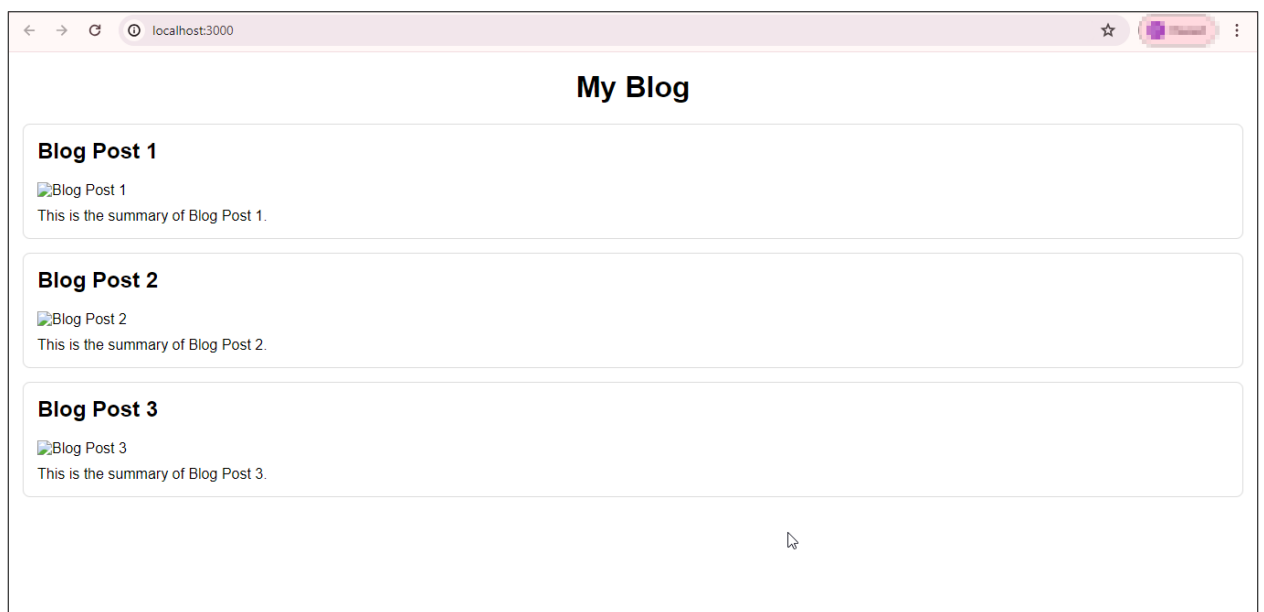 localhost:3000
My Blog
Blog Post 1
Blog Post 1
This is the summary of Blog Post 1.
Blog Post 2
Blog Post 2
This is the summary of Blog Post 2.
Blog Post 3
Blog Post 3
This is the summary of Blog Post 3.